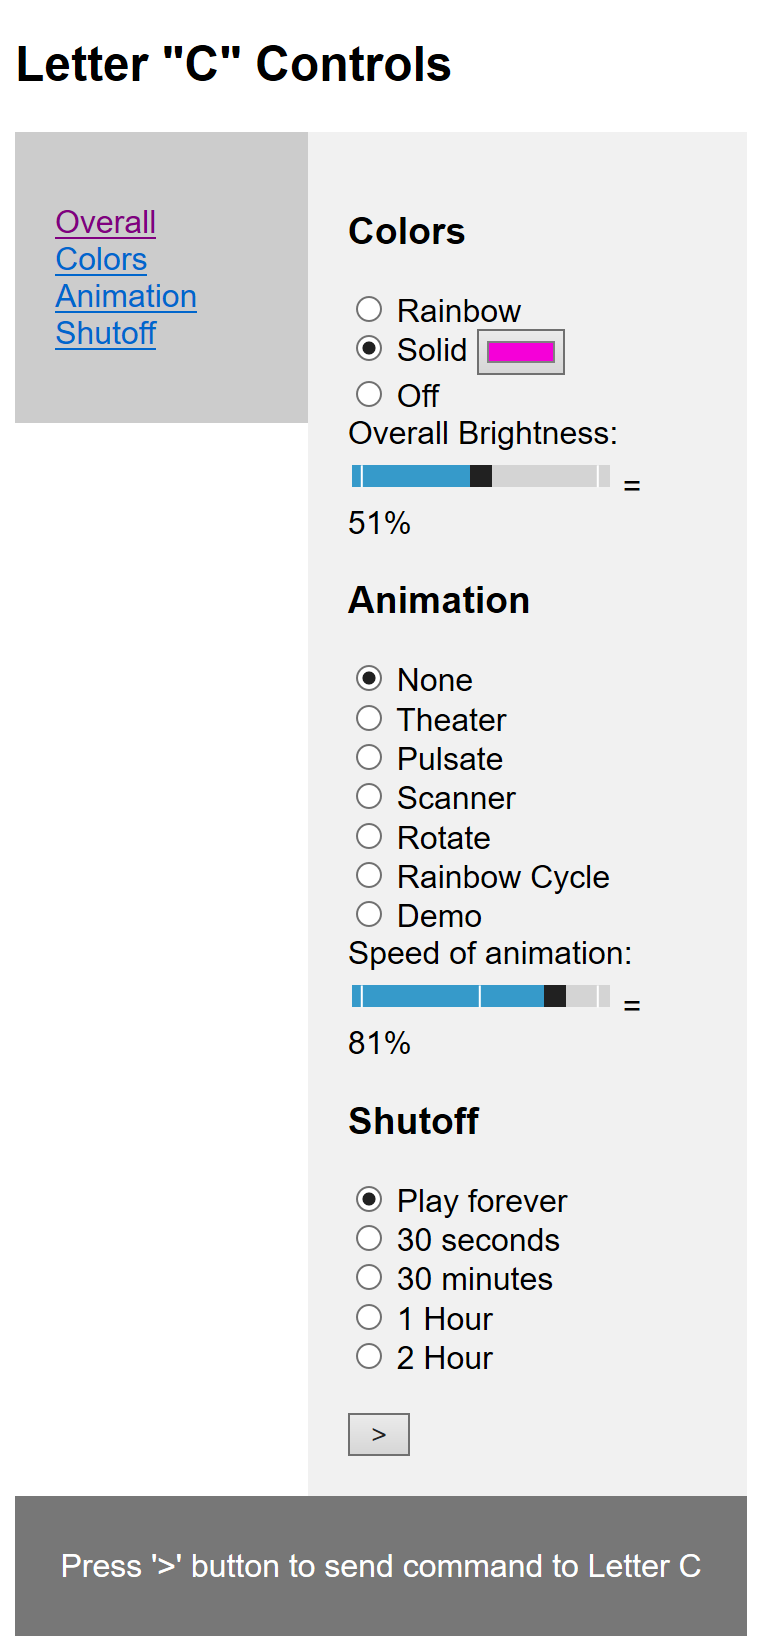 Letter "C" Controls
Overall
Colors
Animation
Shutoff
Colors
Rainbow
Solid
Off
Overall Brightness:
=
51%
Animation
None
Theater
Pulsate
Scanner
Rotate
Rainbow Cycle
Demo
Speed of animation:
=
81%
Shutoff
Play forever
30 seconds
30 minutes
1 Hour
2 Hour
>
Press '>' button to send command to Letter C